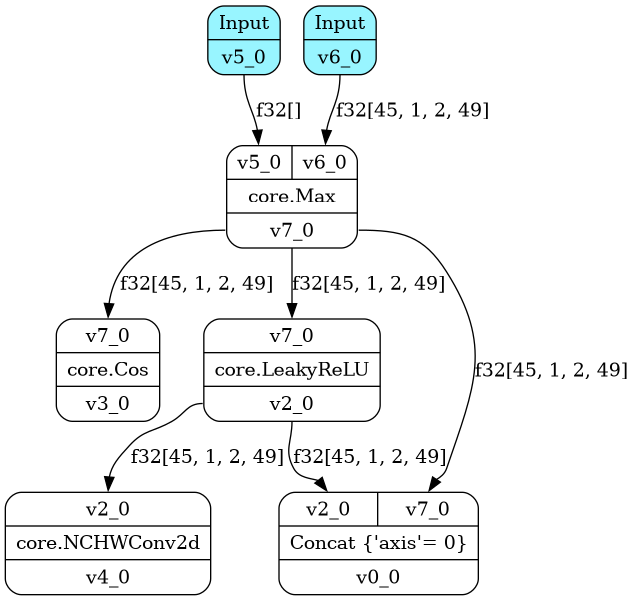 Input
v5_0
Input
v6_0
f32[]
f32[45, 1, 2, 49]
v5_0
v6_0
core.Max
v7_0
f32[45, 1, 2, 49]
f32[45, 1, 2, 49]
f32[45, 1, 2, 49]
v7_0
core.Cos
v3_0
v7_0
core.LeakyReLU
v2_0
f32[45, 1, 2, 49]
f32[45, 1, 2, 49]
v2_0
core.NCHWConv2d
v4_0
v2_0
v7_0
Concat {'axis'= 0}
v0_0